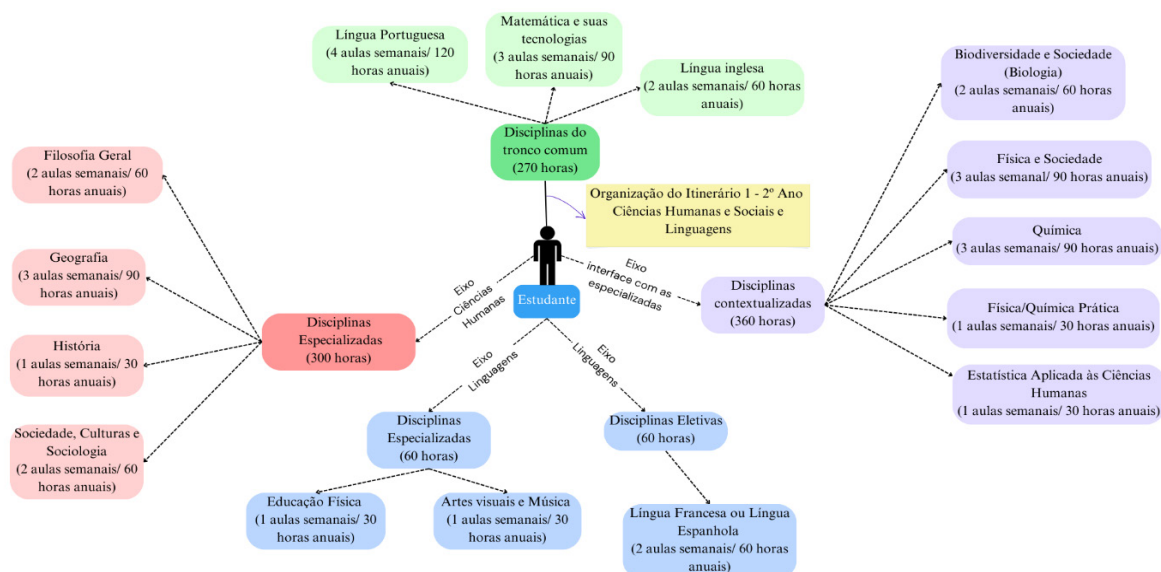 Língua Portuguesa
(4 aulas semanais/ 120
horas anuais)
Matemática e suas
tecnologias
(3 aulas semanais/ 90
horas anuais)
Língua inglesa
(2 aulas semanais/ 60 horas
anuais)
Disciplinas do
tronco comum
(270 horas)
Organização do Itinerário 1 - 2º Ano
Ciências Humanas e Sociais e
Linguagens
Estudante
Eixo
Ciências
Humanas
Disciplinas
Especializadas
(300 horas)
Filosofia Geral
(2 aulas semanais/ 60
horas anuais)
Geografia
(3 aulas semanais/ 90
horas anuais)
História
(1 aulas semanais/ 30
horas anuais)
Sociedade, Culturas e
Sociologia
(2 aulas semanais/ 60
horas anuais)
Eixo
Linguagens
Disciplinas
Especializadas
(60 horas)
Educação Física
(1 aulas semanais/ 30
horas anuais)
Artes visuais e Música
(1 aulas semanais/ 30
horas anuais)
Eixo
Linguagens
Disciplinas Eletivas
(60 horas)
Língua Francesa ou Língua
Espanhola
(2 aulas semanais/ 60 horas
anuais)
Eixo
interface com as
especializadas
Disciplinas
contextualizadas
(360 horas)
Biodiversidade e Sociedade
(Biologia)
(2 aulas semanais/ 60 horas
anuais)
Física e Sociedade
(3 aulas semanal/ 90 horas
anuais)
Química
(3 aulas semanais/ 90 horas
anuais)
Física/Química Prática
(1 aulas semanais/ 30 horas
anuais)
Estatística Aplicada às Ciências
Humanas
(1 aulas semanais/ 30 horas
anuais)